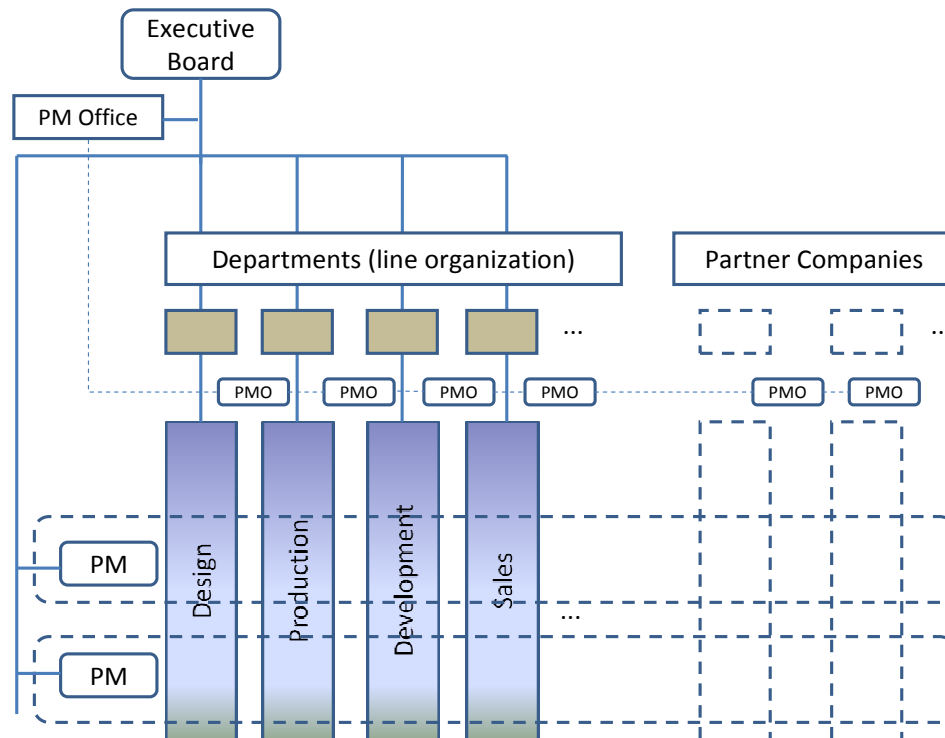 Executive
Board
PM Office
Departments (line organization)
Partner Companies
...
...
PMO
PMO
PMO
PMO
PMO
PMO
Design
Production
Development
Sales
PM
...
PM